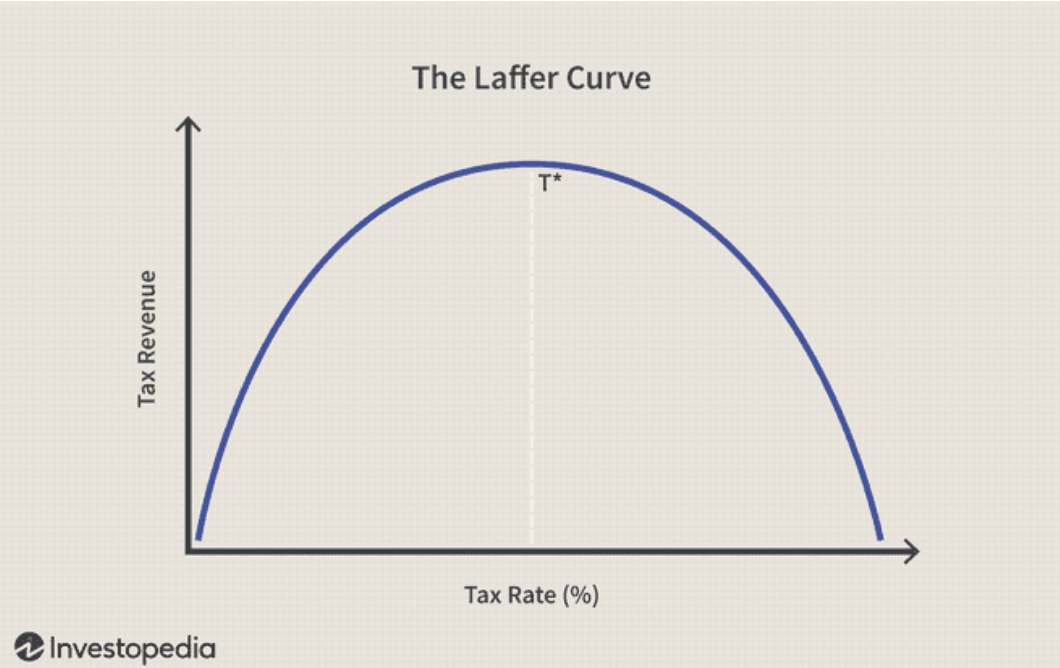 The Laffer Curve
T*
Tax Revenue
Tax Rate (%)
Investopedia